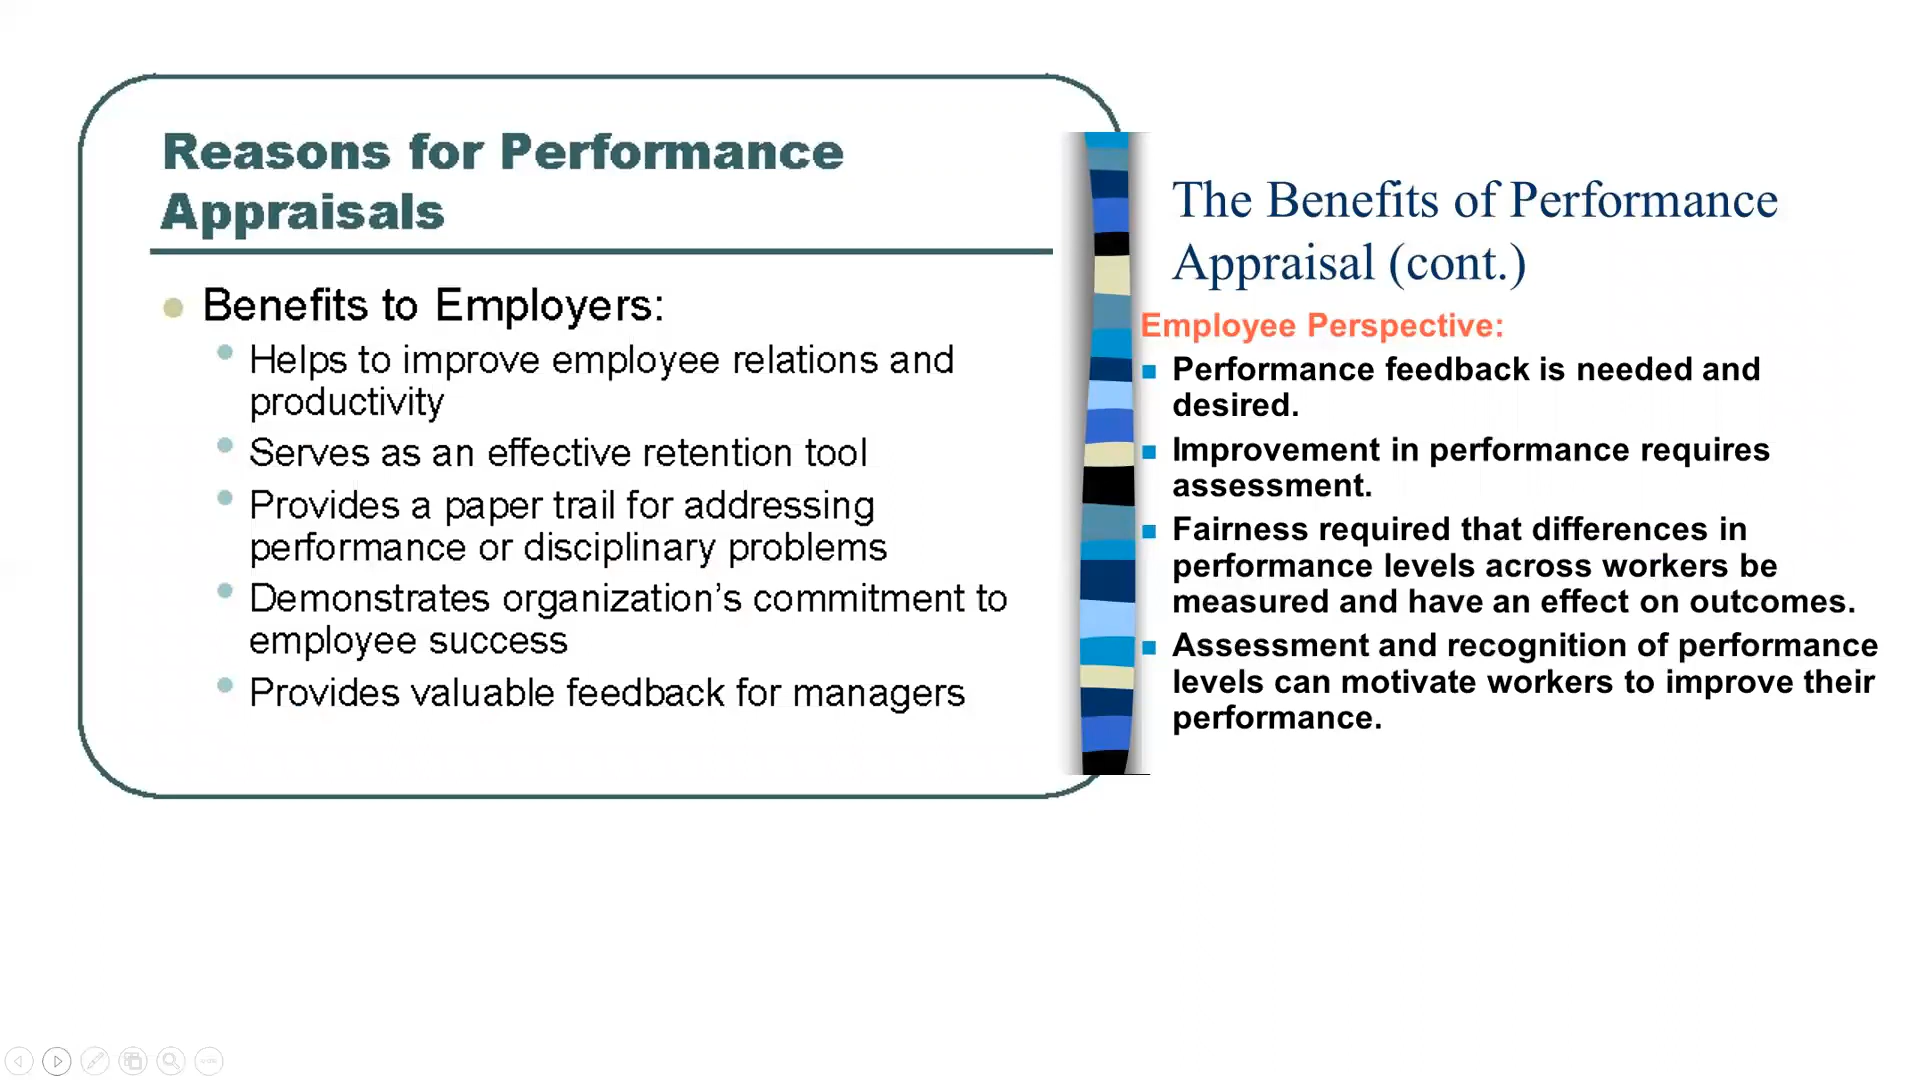 Reasons for Performance
Appraisals
Benefits to Employers:
Helps to improve employee relations and
productivity
Serves as an effective retention tool
Provides a paper trail for addressing
performance or disciplinary problems
Demonstrates organization’s commitment to
employee success
Provides valuable feedback for managers
The Benefits of Performance
Appraisal (cont.)
Employee Perspective:
Performance feedback is needed and
desired.
Improvement in performance requires
assessment.
Fairness required that differences in
performance levels across workers be
measured and have an effect on outcomes.
Assessment and recognition of performance
levels can motivate workers to improve their
performance.